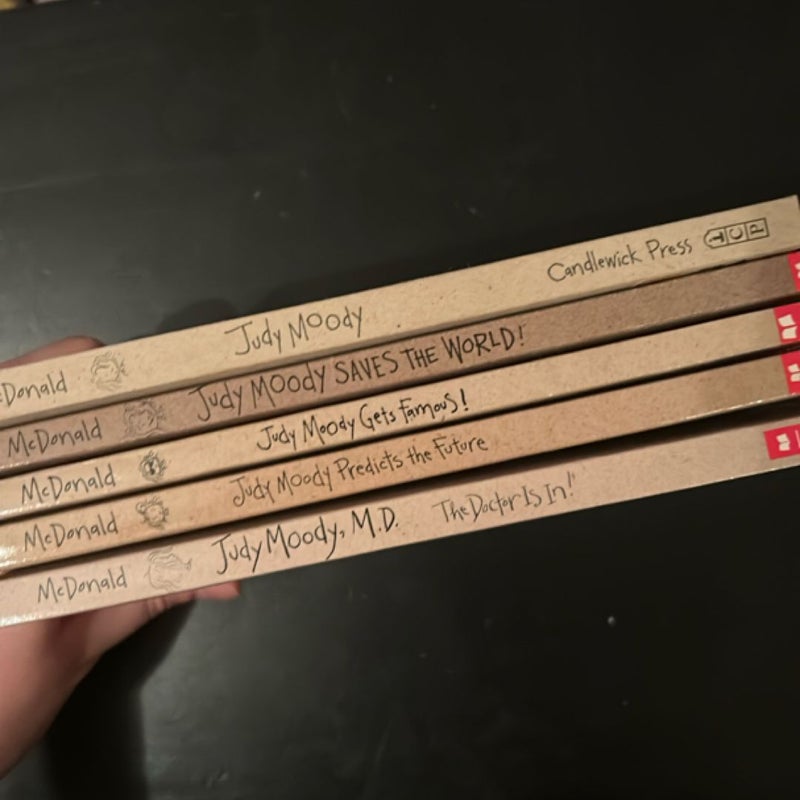 McDonald Judy Moody Candlewick Press
McDonald Judy Moody SAVES THE WORLD!
McDonald Judy Moody Gets Famous!
McDonald Judy Moody Predicts the Future
McDonald Judy Moody, M.D. The Doctor Is In!